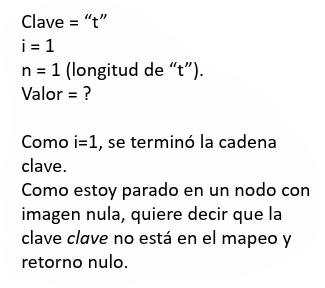 Clave = “t”
i = 1
n = 1 (longitud de “t”).
Valor = ?
Como i=1, se terminó la cadena
clave.
Como estoy parado en un nodo con
imagen nula, quiere decir que la
clave clave no está en el mapeo y
retorno nulo.